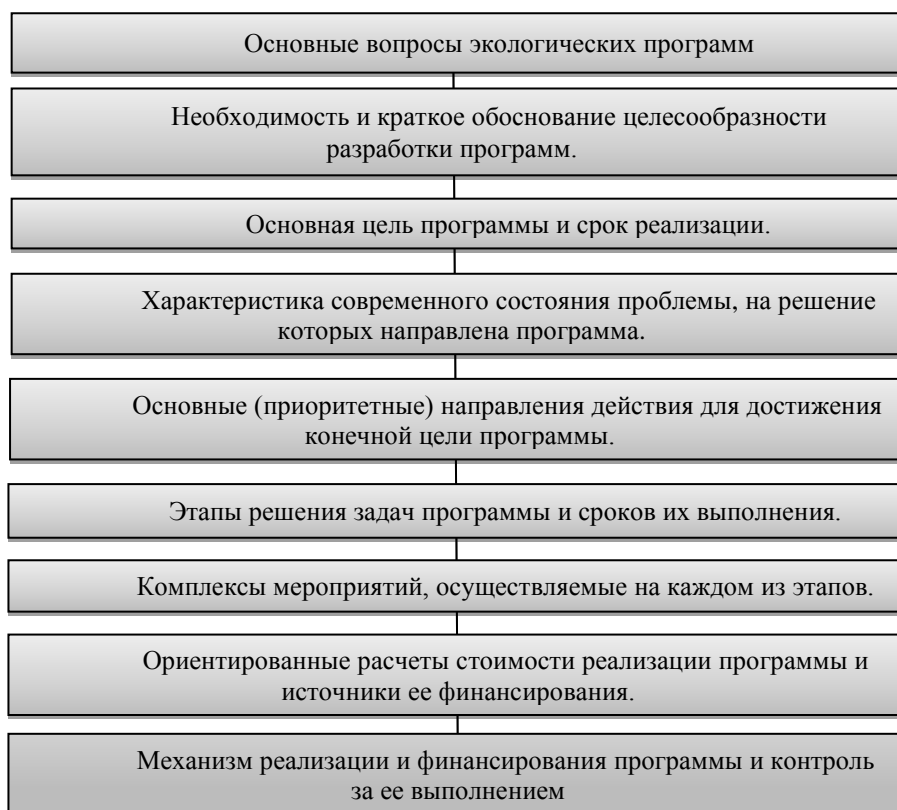 Основные вопросы экологических программ
Необходимость и краткое обоснование целесообразности
разработки программ.
Основная цель программы и срок реализации.
Характеристика современного состояния проблемы, на решение
которых направлена программа.
Основные (приоритетные) направления действия для достижения
конечной цели программы.
Этапы решения задач программы и сроков их выполнения.
Комплексы мероприятий, осуществляемые на каждом из этапов.
Ориентированные расчеты стоимости реализации программы и
источники ее финансирования.
Механизм реализации и финансирования программы и контроль
за ее выполнением